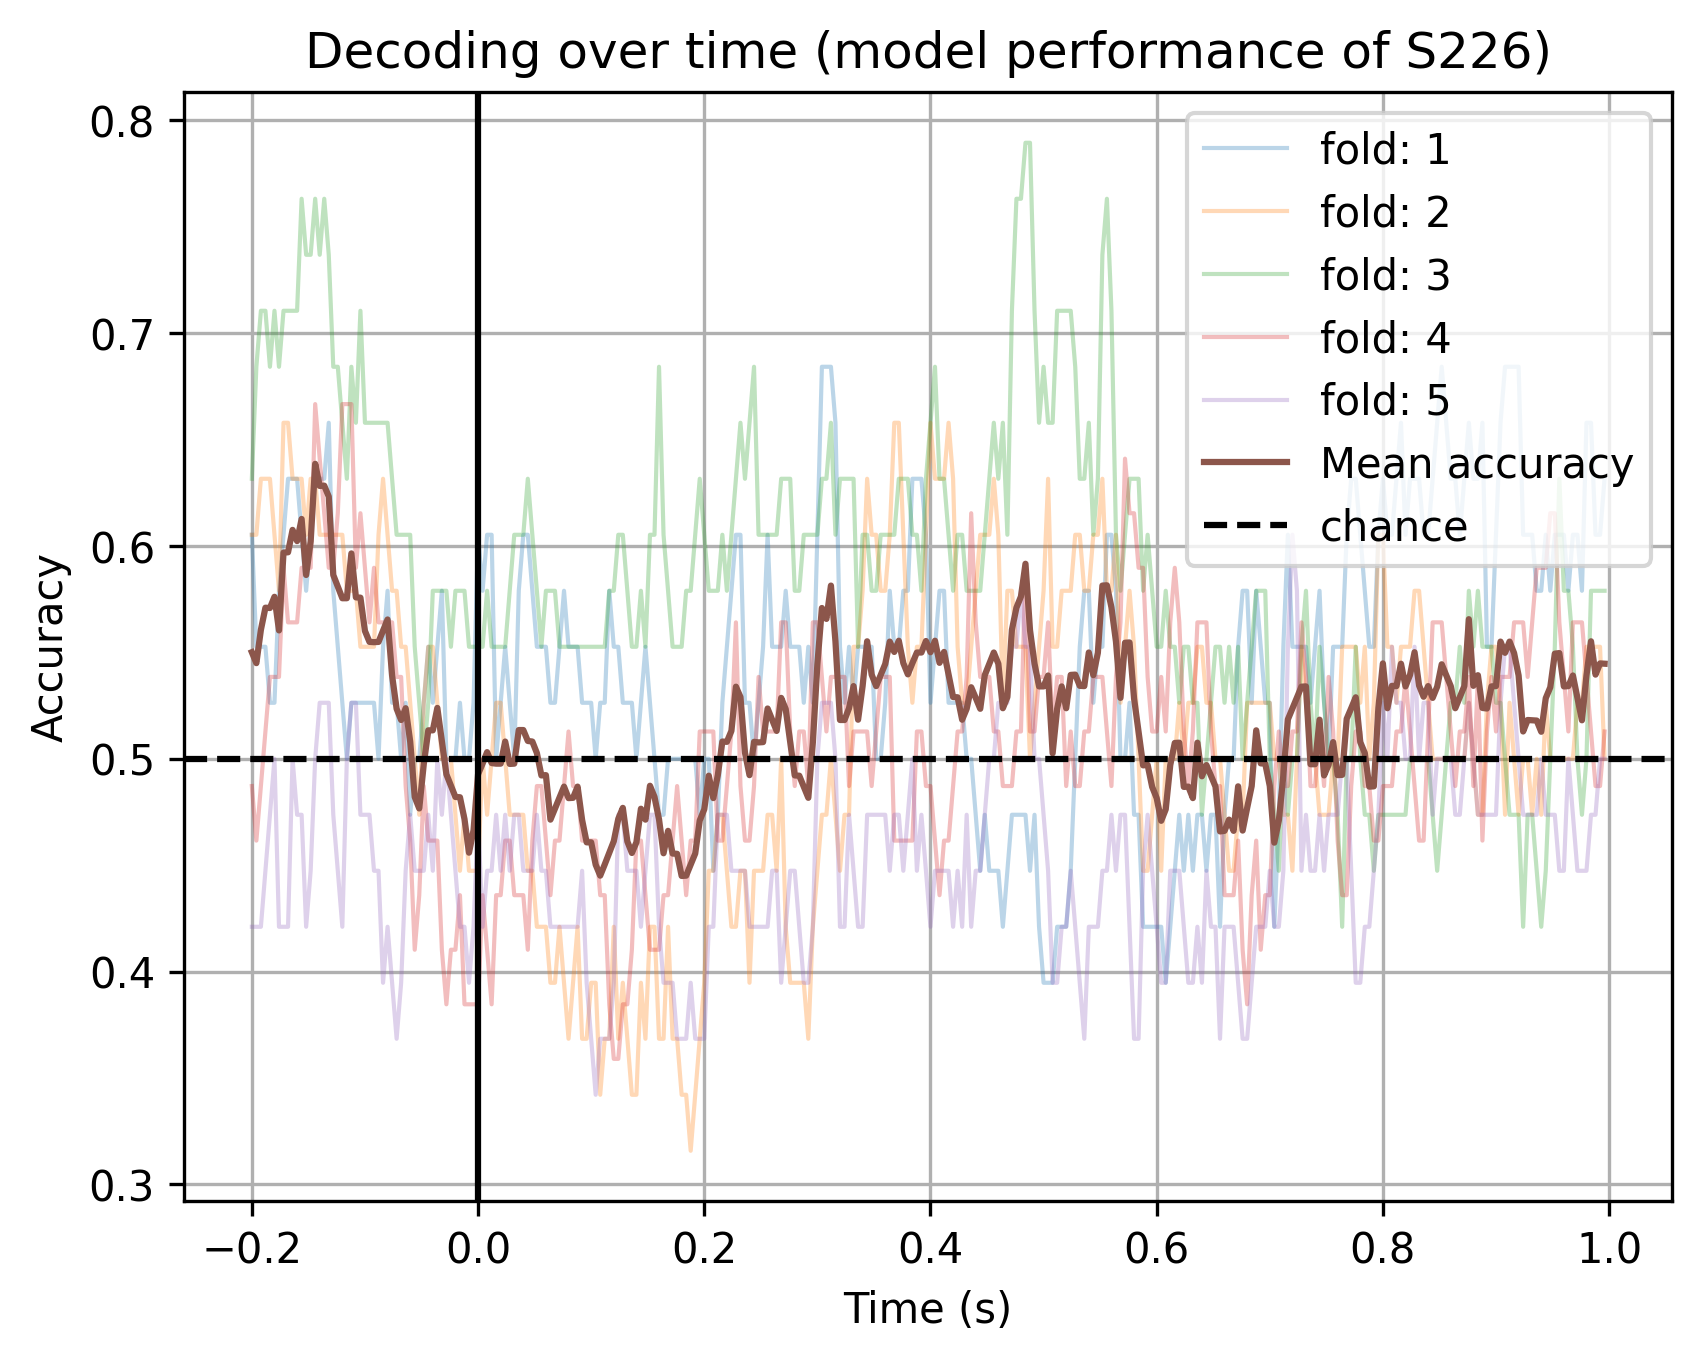 Decoding over time (model performance of S226)
0.8
0.7
0.6
0.5
0.4
0.3
Accuracy
fold: 1
fold: 2
fold: 3
fold: 4
fold: 5
Mean accuracy
chance
−0.2 0.0 0.2 0.4 0.6 0.8 1.0
Time (s)